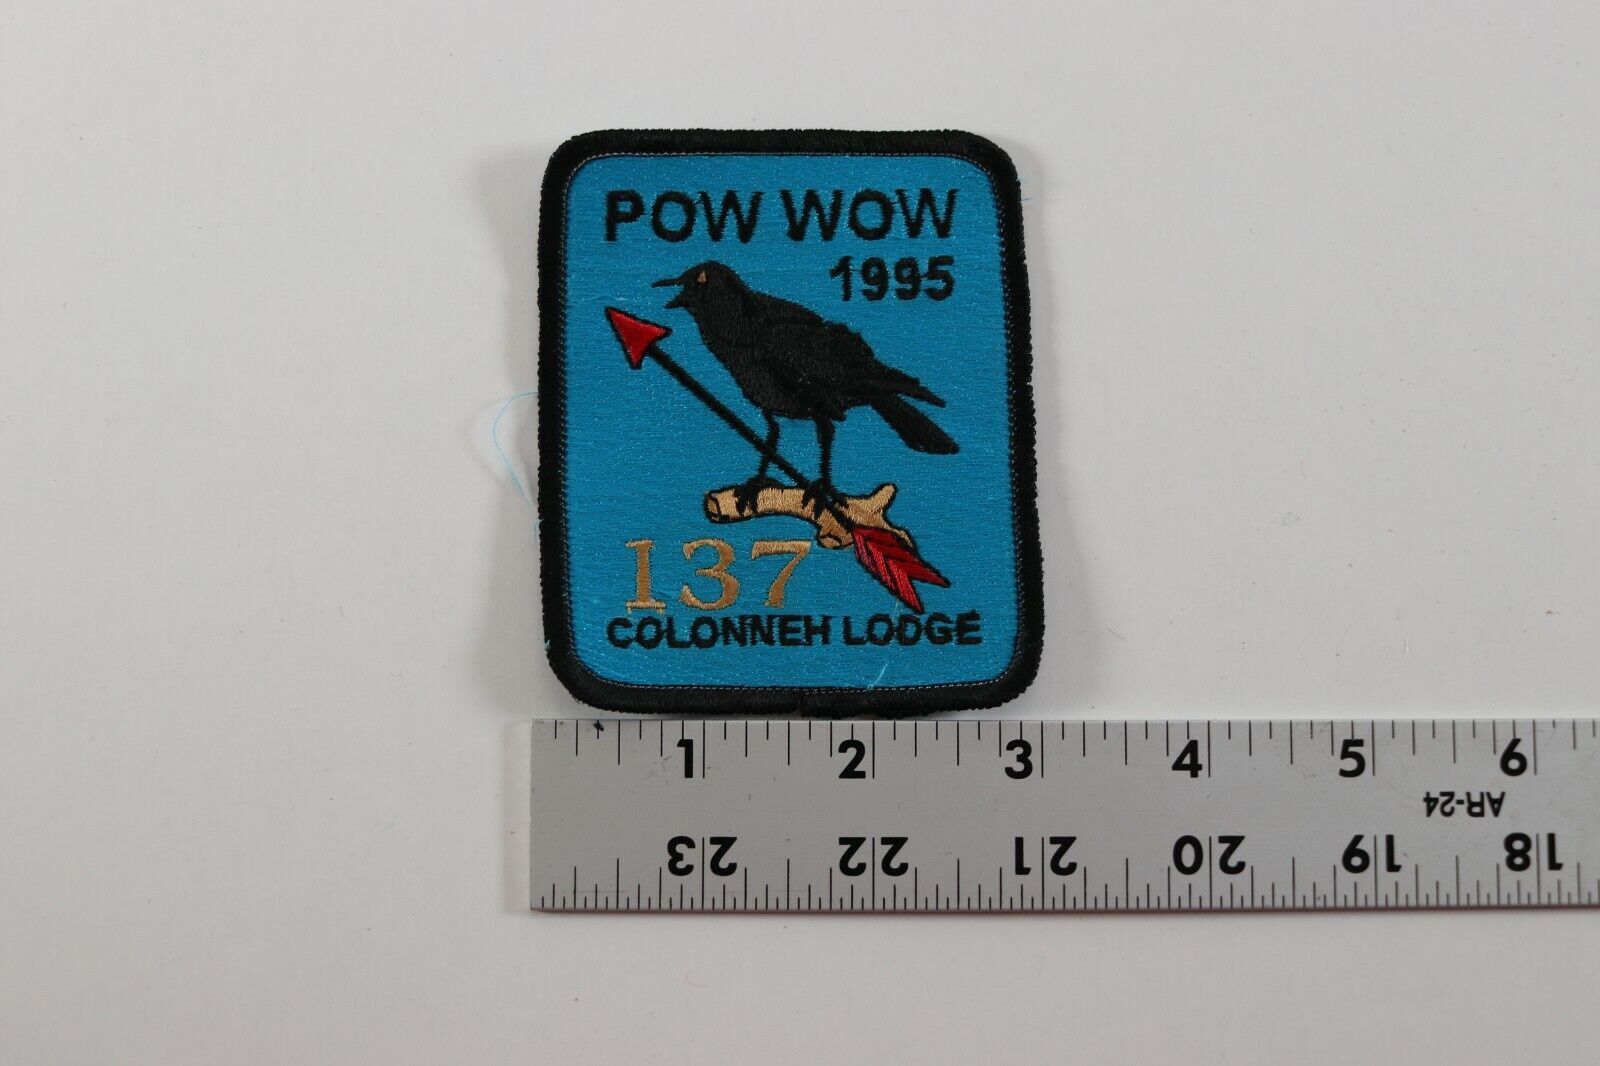 POW WOW
1995
137
COLONNEH LODGE
1 2 3 4 5 6
AR-24
23 22 21 20 19 18